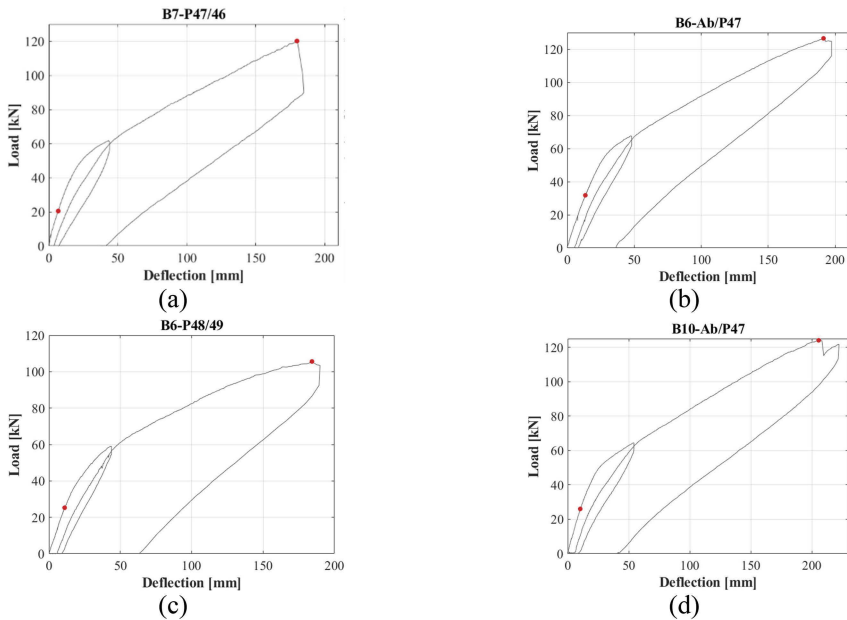 B7-P47/46
Load [kN]
120
100
80
60
40
20
0
0 50 100 150 200
Deflection [mm]
(a)
B6-Ab/P47
Load [kN]
120
100
80
60
40
20
0
0 50 100 150 200
Deflection [mm]
(b)
B6-P48/49
Load [kN]
120
100
80
60
40
20
0
0 50 100 150 200
Deflection [mm]
(c)
B10-Ab/P47
Load [kN]
120
100
80
60
40
20
0
0 50 100 150 200
Deflection [mm]
(d)